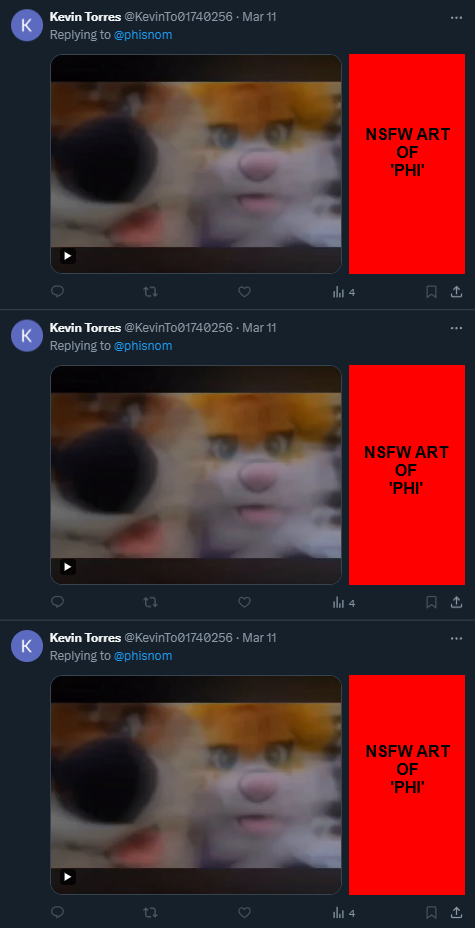 Kevin Torres @KevinTo01740256 · Mar 11
Replying to @phisnom
NSFW ART
OF
'PHI'
4
Kevin Torres @KevinTo01740256 · Mar 11
Replying to @phisnom
NSFW ART
OF
'PHI'
4
Kevin Torres @KevinTo01740256 · Mar 11
Replying to @phisnom
NSFW ART
OF
'PHI'
4